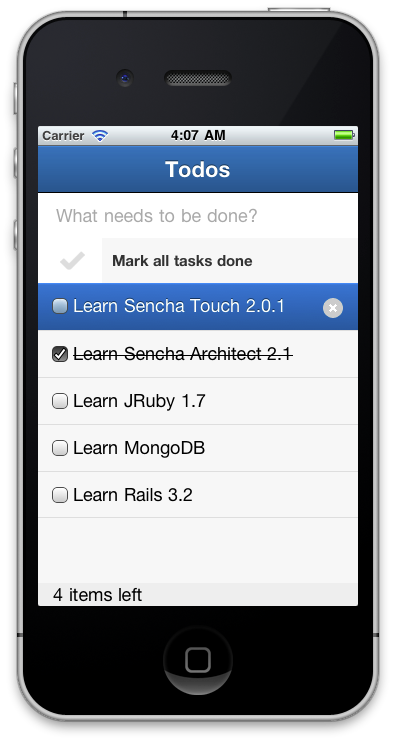 Carrier 4:07 AM
Todos
What needs to be done?
Mark all tasks done
Learn Sencha Touch 2.0.1
Learn Sencha Architect 2.1
Learn JRuby 1.7
Learn MongoDB
Learn Rails 3.2
4 items left